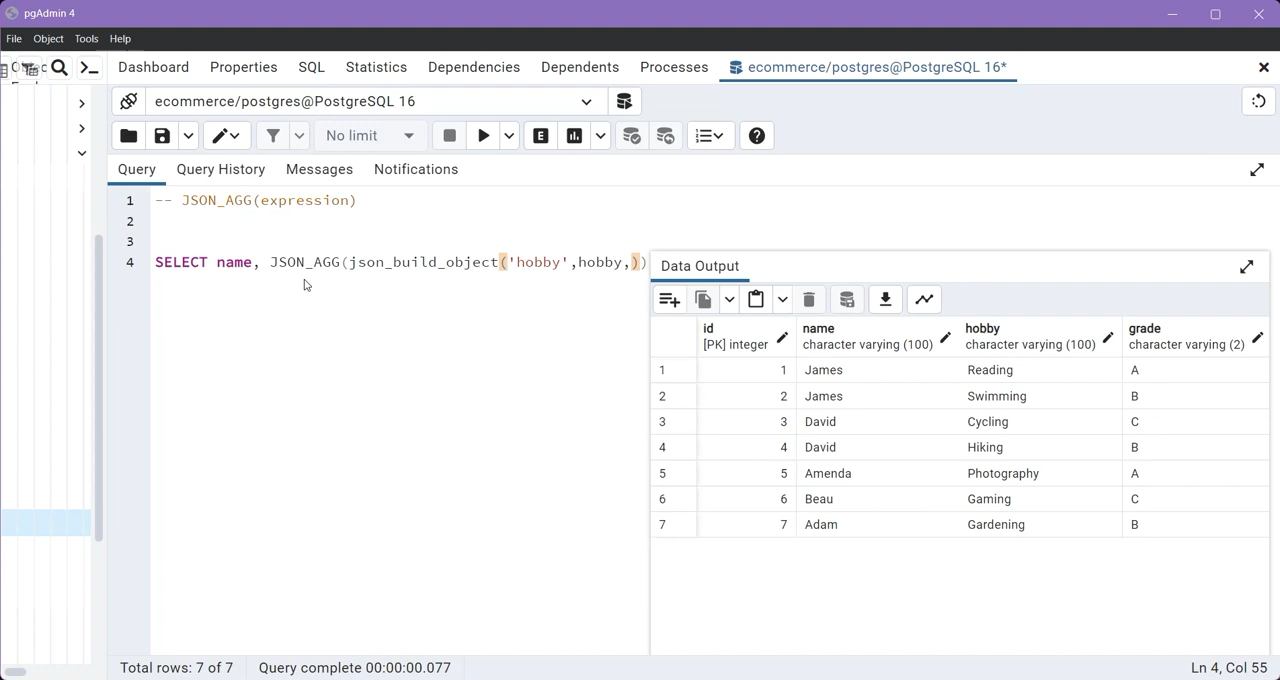 pgAdmin 4
File Object Tools Help
Dashboard Properties SQL Statistics Dependencies Dependents Processes ecommerce/postgres@PostgreSQL 16*
ecommerce/postgres@PostgreSQL 16
No limit
Query Query History Messages Notifications
1 -- JSON_AGG(expression)
2
3
4 SELECT name, JSON_AGG(json_build_object('hobby',hobby,))
Data Output
id name hobby grade
[PK] integer character varying (100) character varying (100) character varying (2)
1 1 James Reading A
2 2 James Swimming B
3 3 David Cycling C
4 4 David Hiking B
5 5 Amenda Photography A
6 6 Beau Gaming C
7 7 Adam Gardening B
Total rows: 7 of 7 Query complete 00:00:00.077 Ln 4, Col 55